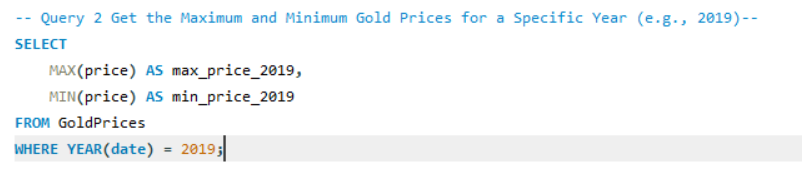 -- Query 2 Get the Maximum and Minimum Gold Prices for a Specific Year (e.g., 2019)--
SELECT
    MAX(price) AS max_price_2019,
    MIN(price) AS min_price_2019
FROM GoldPrices
WHERE YEAR(date) = 2019;